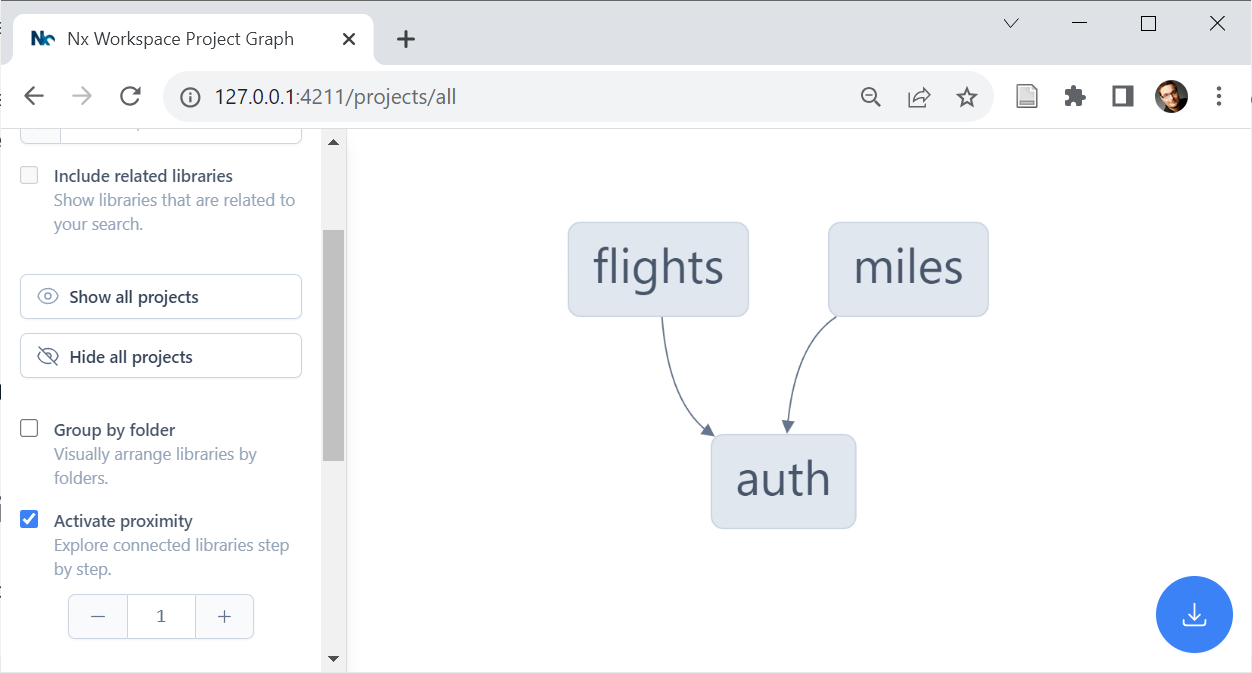 Nx Workspace Project Graph
127.0.0.1:4211/projects/all
Include related libraries
Show libraries that are related to
your search.
Show all projects
Hide all projects
Group by folder
Visually arrange libraries by
folders.
Activate proximity
Explore connected libraries step
by step.
1
flights
miles
auth